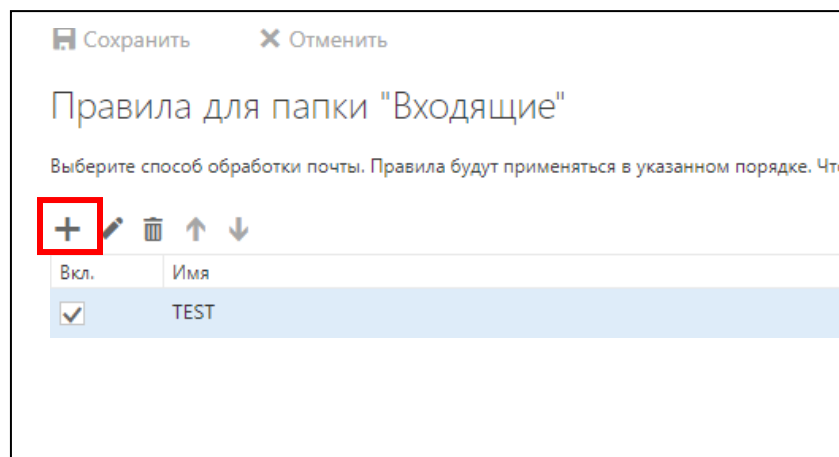 Сохранить Отменить
Правила для папки "Входящие"
Выберите способ обработки почты. Правила будут применяться в указанном порядке.
Вкл. Имя
TEST